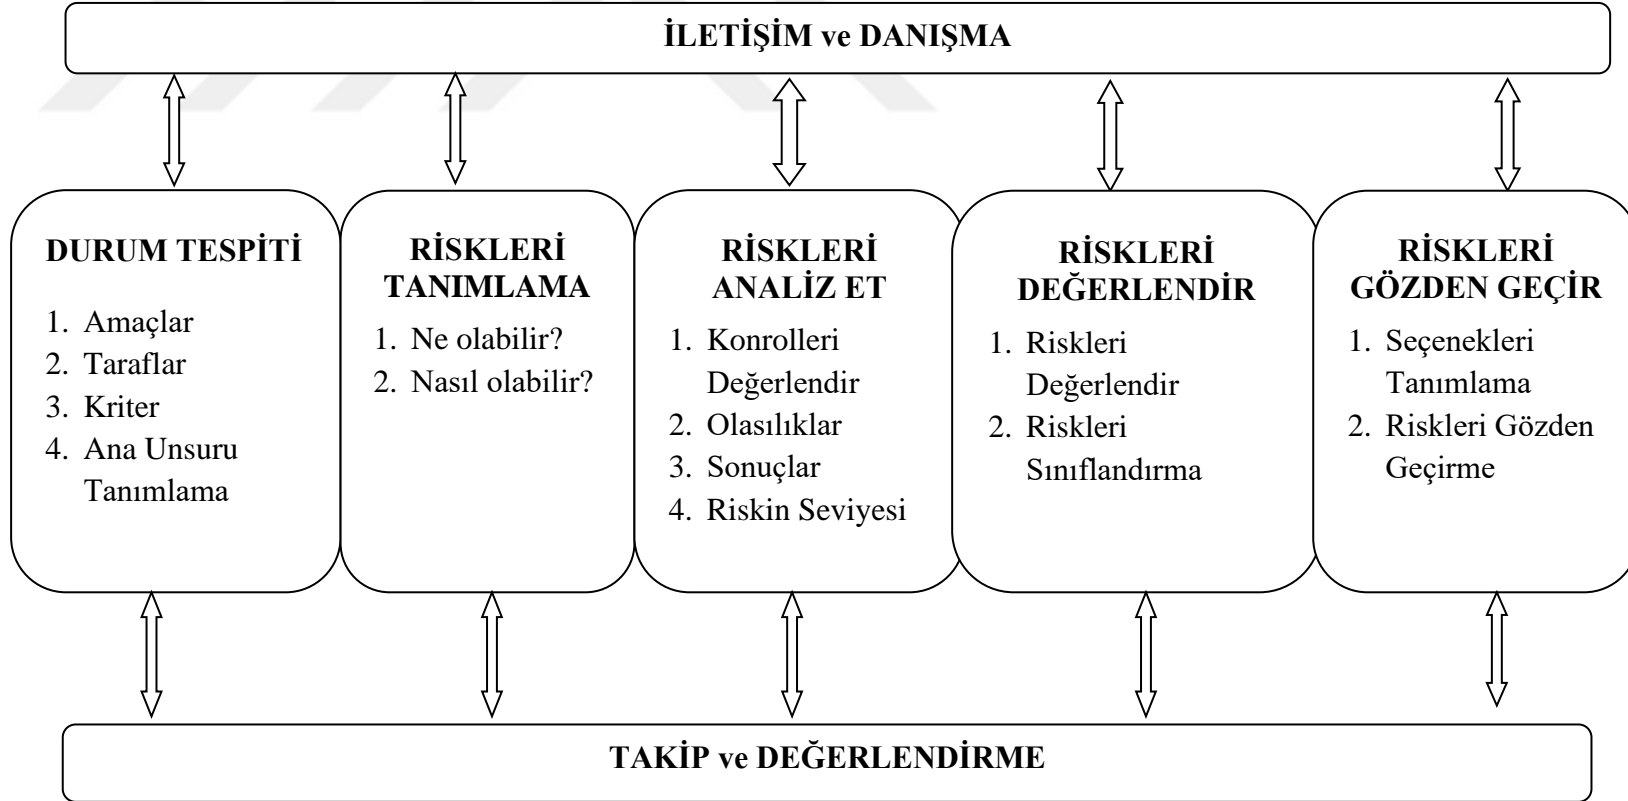 İLETİŞİM ve DANIŞMA
DURUM TESPİTİ
1. Amaçlar
2. Taraflar
3. Kriter
4. Ana Unsuru
Tanımlama
RİSKLERİ
TANIMLAMA
1. Ne olabilir?
2. Nasıl olabilir?
RİSKLERİ
ANALİZ ET
1. Konrolleri
Değerlendir
2. Olasılıklar
3. Sonuçlar
4. Riskin Seviyesi
RİSKLERİ
DEĞERLENDİR
1. Riskleri
Değerlendir
2. Riskleri
Sınıflandırma
RİSKLERİ
GÖZDEN GEÇİR
1. Seçenekleri
Tanımlama
2. Riskleri Gözden
Geçirme
TAKİP ve DEĞERLENDİRME